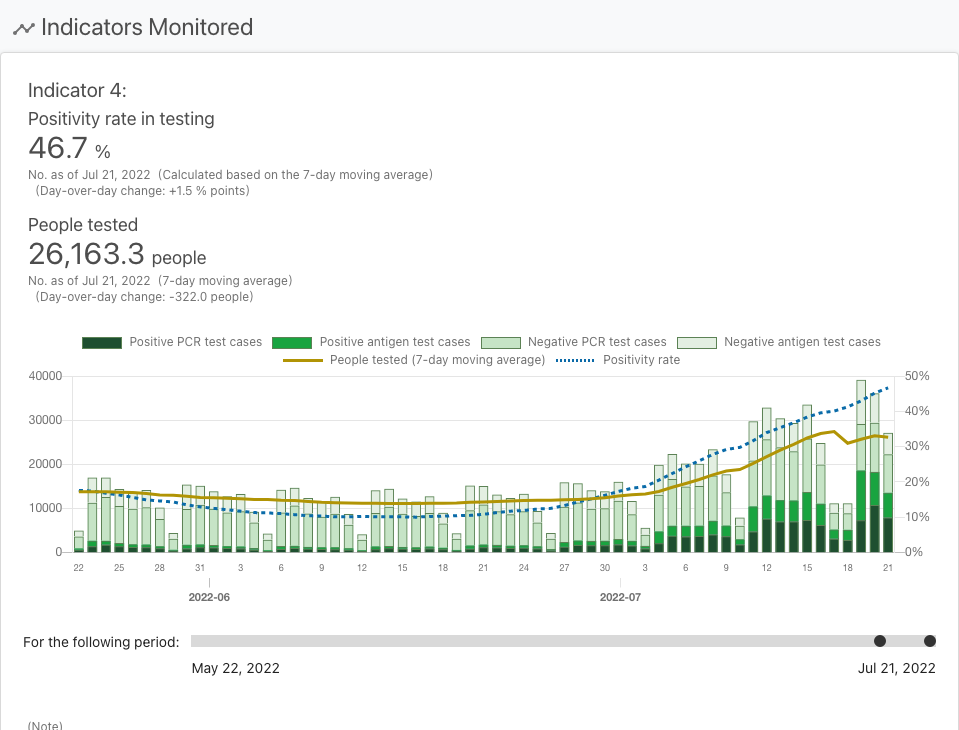 Indicators Monitored
Indicator 4:
Positivity rate in testing
46.7 %
No. as of Jul 21, 2022 (Calculated based on the 7-day moving average)
(Day-over-day change: +1.5 % points)
People tested
26,163.3 people
No. as of Jul 21, 2022 (7-day moving average)
(Day-over-day change: -322.0 people)
Positive PCR test cases Positive antigen test cases Negative PCR test cases Negative antigen test cases
People tested (7-day moving average) Positivity rate
40000 50%
40%
30000
30%
20000
20%
10000
10%
0 0%
22 25 28 31 3 6 9 12 15 18 21 24 27 30 3 6 9 12 15 18 21
2022-06 2022-07
For the following period:
May 22, 2022 Jul 21, 2022
(Note)